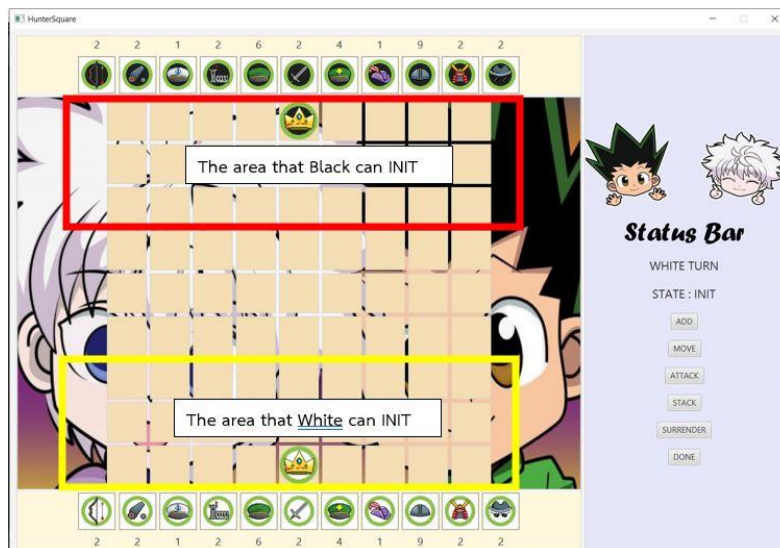 HunterSquare
2 2 1 2 6 2 4 1 9 2 2
The area that Black can INIT
Status Bar
WHITE TURN
STATE : INIT
ADD
MOVE
ATTACK
The area that White can INIT
STACK
SURRENDER
DONE
2 2 1 2 6 2 4 1 9 2 2